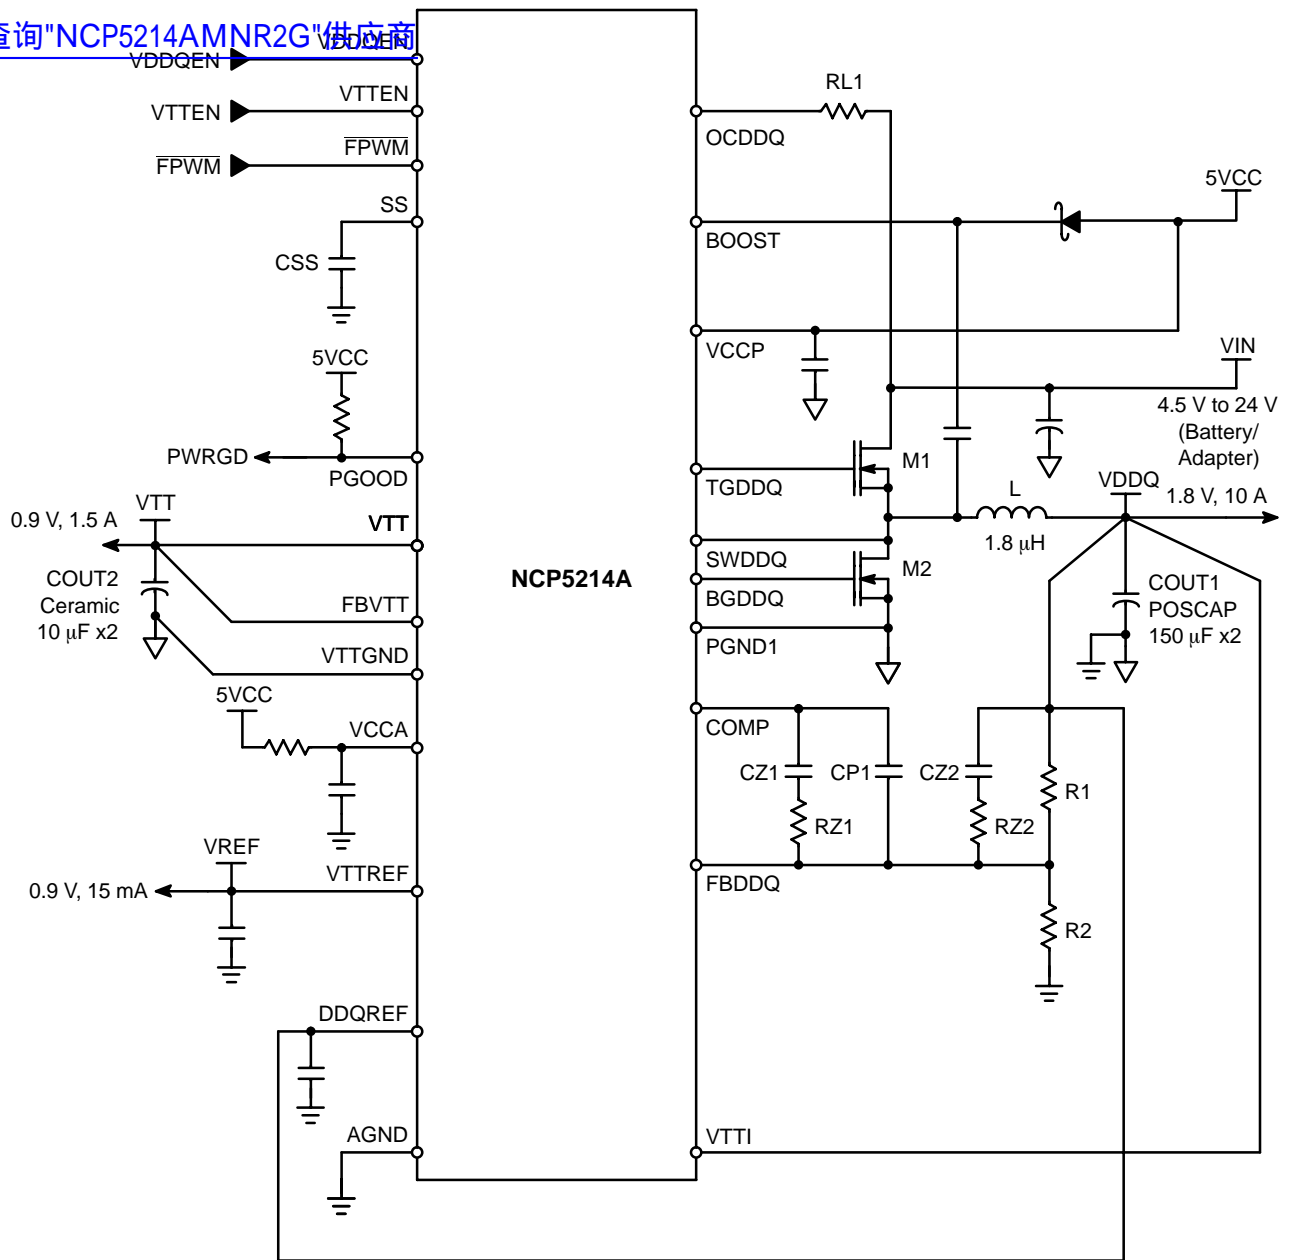 查询"NCP5214AMNR2G"供应商
VDDQEN
VDDQEN
VTTEN
VTTEN
FPWM
FPWM
SS
CSS
5VCC
PWRGD
PGOOD
VTT
0.9 V, 1.5 A
VTT
COUT2
Ceramic
10 μF x2
FBVTT
VTTGND
5VCC
VCCA
VREF
VTTREF
0.9 V, 15 mA
DDQREF
AGND
NCP5214A
RL1
OCDDQ
5VCC
BOOST
VCCP
VIN
4.5 V to 24 V
(Battery/
Adapter)
M1
TGDDQ
L
VDDQ
1.8 V, 10 A
1.8 μH
SWDDQ
M2
BGDDQ
COUT1
POSCAP
150 μF x2
PGND1
COMP
CZ1
CP1
CZ2
R1
RZ1
RZ2
FBDDQ
R2
VTTI